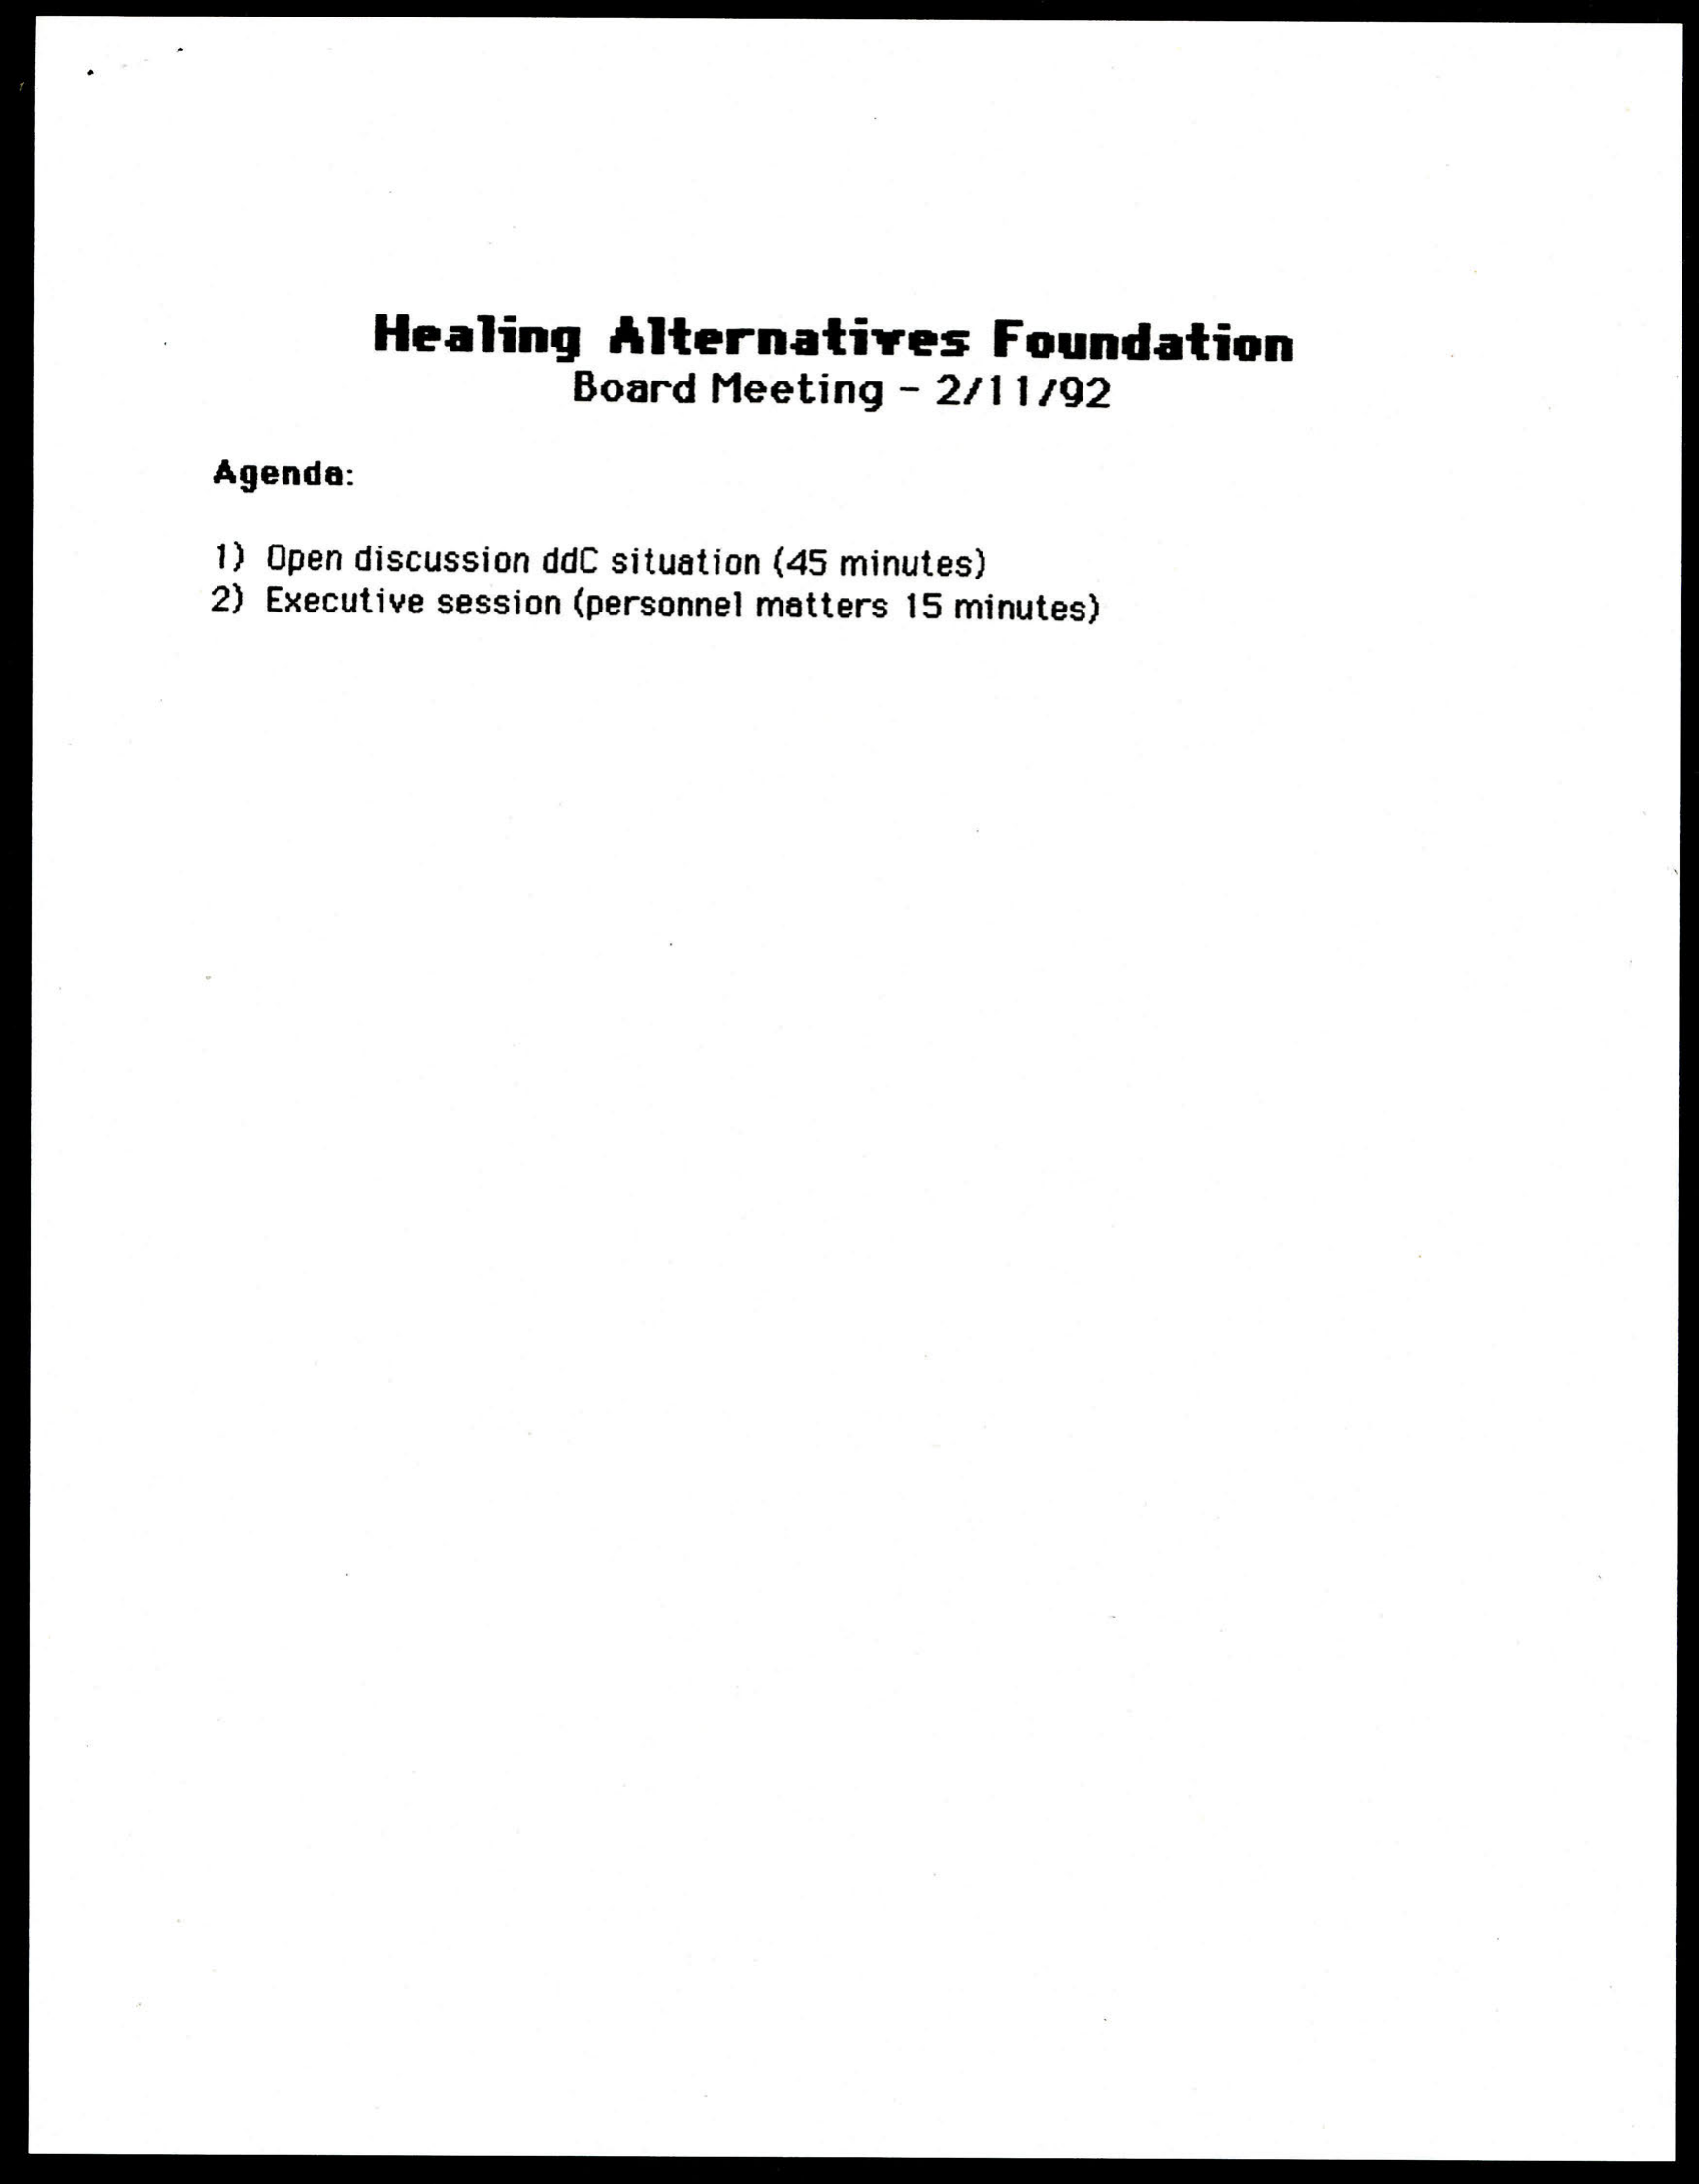 Healing Alternatives Foundation
Board Meeting - 2/11/92
Agenda:
1) Open discussion ddC situation (45 minutes)
2) Executive session (personnel matters 15 minutes)